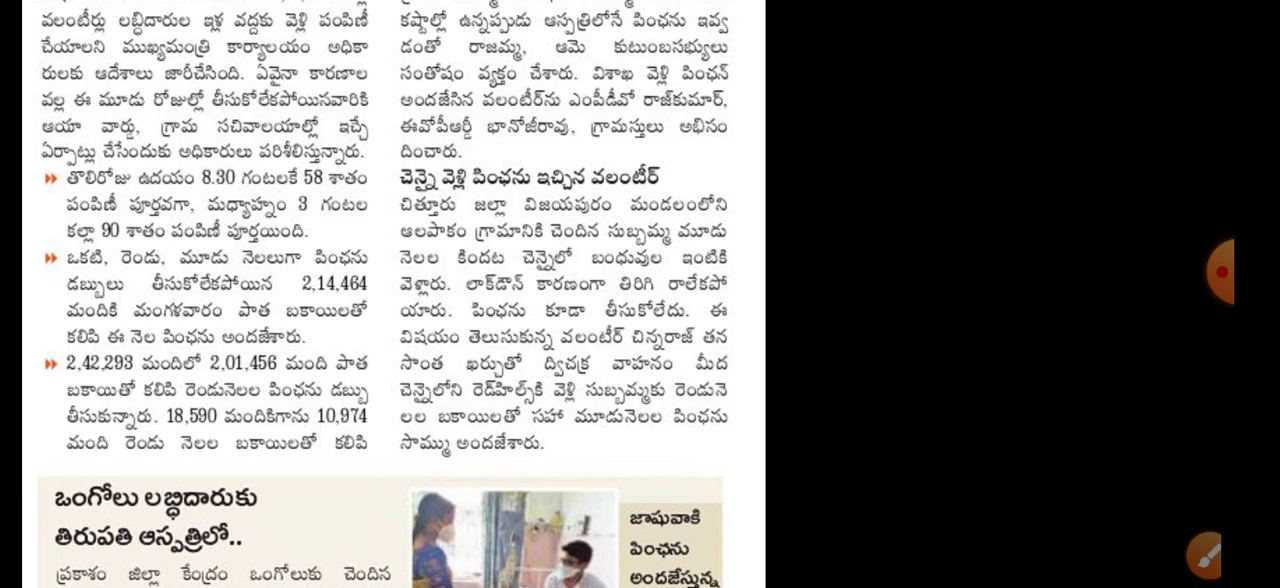 వలంటీర్లు లబ్ధిదారుల ఇళ్ల వద్దకు వెళ్లి పంపిణీ
చేయాలని ముఖ్యమంత్రి కార్యాలయం అధికా
రులకు ఆదేశాలు జారీచేసింది. ఏవైనా కారణాల
వల్ల ఈ మూడు రోజుల్లో తీసుకోలేకపోయినవారికి
ఆయా వార్డు, గ్రామ సచివాలయాల్లో ఇచ్చే
ఏర్పాట్లు చేసేందుకు అధికారులు పరిశీలిస్తున్నారు.
తొలిరోజు ఉదయం 8.30 గంటలకే 58 శాతం
పంపిణీ పూర్తవగా, మధ్యాహ్నం 3 గంటల
కల్లా 90 శాతం పంపిణీ పూర్తయింది.
ఒకటి, రెండు, మూడు నెలలుగా పింఛను
డబ్బులు తీసుకోలేకపోయిన 2,14,464
మందికి మంగళవారం పాత బకాయిలతో
కలిపి ఈ నెల పింఛను అందజేశారు.
2,42,293 మందిలో 2,01,456 మంది పాత
బకాయితో కలిపి రెండునెలల పింఛను డబ్బు
తీసుకున్నారు. 18,590 మందికిగాను 10,974
మంది రెండు నెలల బకాయిలతో కలిపి
కష్టాల్లో ఉన్నప్పుడు ఆస్పత్రిలోనే పింఛను ఇవ్వ
డంతో రాజమ్మ, ఆమె కుటుంబసభ్యులు
సంతోషం వ్యక్తం చేశారు. విశాఖ వెళ్లి పింఛన్
అందజేసిన వలంటీర్‌ను ఎంపీడీవో రాజ్‌కుమార్,
ఈవోపీఆర్డీ భానోజీరావు, గ్రామస్తులు అభినం
దించారు.
చెన్నై వెళ్లి పింఛను ఇచ్చిన వలంటీర్
చిత్తూరు జిల్లా విజయపురం మండలంలోని
ఆలపాకం గ్రామానికి చెందిన సుబ్బమ్మ మూడు
నెలల కిందట చెన్నైలో బంధువుల ఇంటికి
వెళ్లారు. లాక్‌డౌన్ కారణంగా తిరిగి రాలేకపో
యారు. పింఛను కూడా తీసుకోలేదు. ఈ
విషయం తెలుసుకున్న వలంటీర్ చిన్నరాజ్ తన
సొంత ఖర్చుతో ద్విచక్ర వాహనం మీద
చెన్నైలోని రెడ్‌హిల్స్‌కి వెళ్లి సుబ్బమ్మకు రెండునె
లల బకాయిలతో సహా మూడునెలల పింఛను
సొమ్ము అందజేశారు.
ఒంగోలు లబ్ధిదారుకు
తిరుపతి ఆస్పత్రిలో..
ప్రకాశం జిల్లా కేంద్రం ఒంగోలుకు చెందిన
జాషువాకి
పింఛను
అందజేస్తున్న